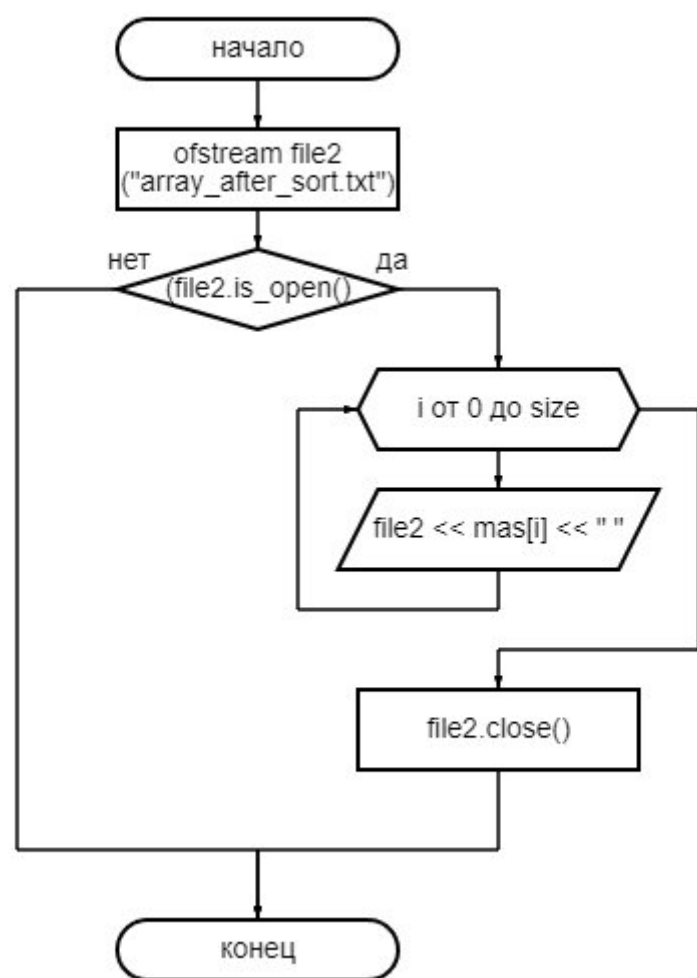 начало
ofstream file2
("array_after_sort.txt")
нет
да
(file2.is_open()
i от 0 до size
file2 << mas[i] << " "
file2.close()
конец